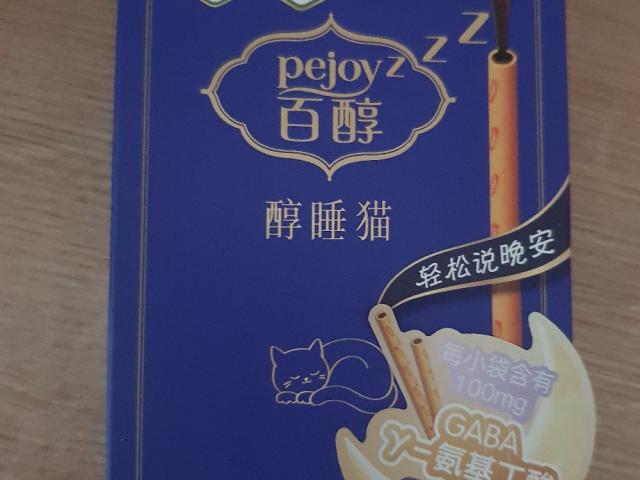 pejoy z z z
百醇
醇睡猫
轻松说晚安
每小袋含有
100mg
GABA
γ-氨基丁酸